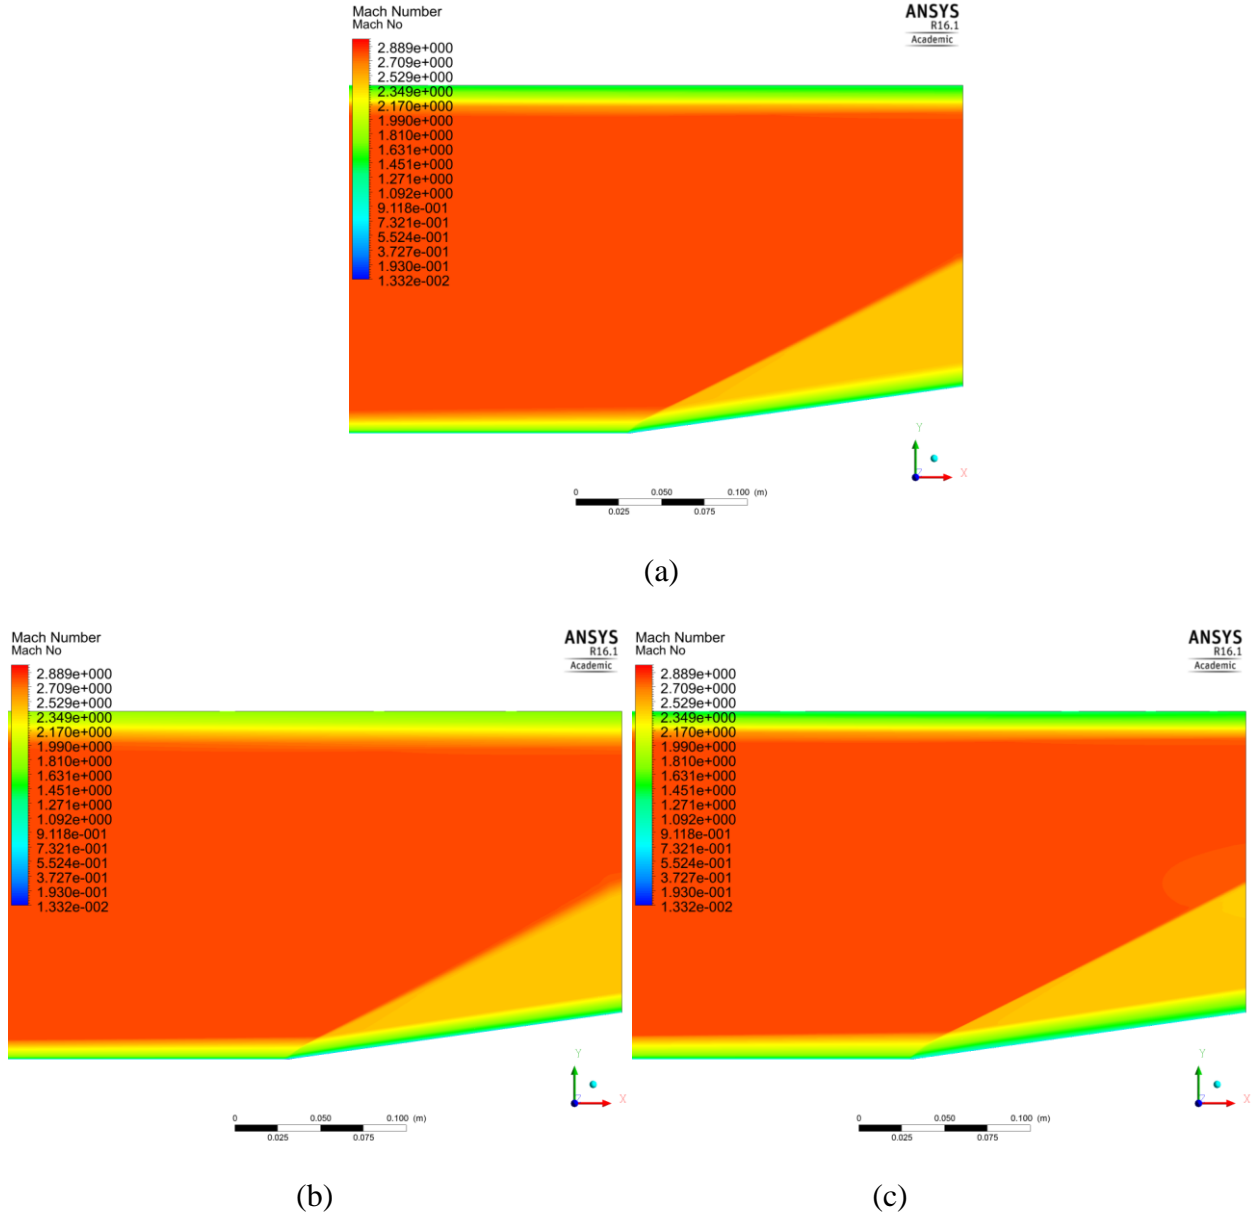 Mach Number
Mach No
2.889e+000
2.709e+000
2.529e+000
2.349e+000
2.170e+000
1.990e+000
1.810e+000
1.631e+000
1.451e+000
1.271e+000
1.092e+000
9.118e-001
7.321e-001
5.524e-001
3.727e-001
1.930e-001
1.332e-002
ANSYS
R16.1
Academic
Y
Z
X
0 0.050 0.100 (m)
0.025 0.075
(a)
Mach Number
Mach No
2.889e+000
2.709e+000
2.529e+000
2.349e+000
2.170e+000
1.990e+000
1.810e+000
1.631e+000
1.451e+000
1.271e+000
1.092e+000
9.118e-001
7.321e-001
5.524e-001
3.727e-001
1.930e-001
1.332e-002
ANSYS
R16.1
Academic
Y
Z
X
0 0.050 0.100 (m)
0.025 0.075
(b)
Mach Number
Mach No
2.889e+000
2.709e+000
2.529e+000
2.349e+000
2.170e+000
1.990e+000
1.810e+000
1.631e+000
1.451e+000
1.271e+000
1.092e+000
9.118e-001
7.321e-001
5.524e-001
3.727e-001
1.930e-001
1.332e-002
ANSYS
R16.1
Academic
Y
Z
X
0 0.050 0.100 (m)
0.025 0.075
(c)